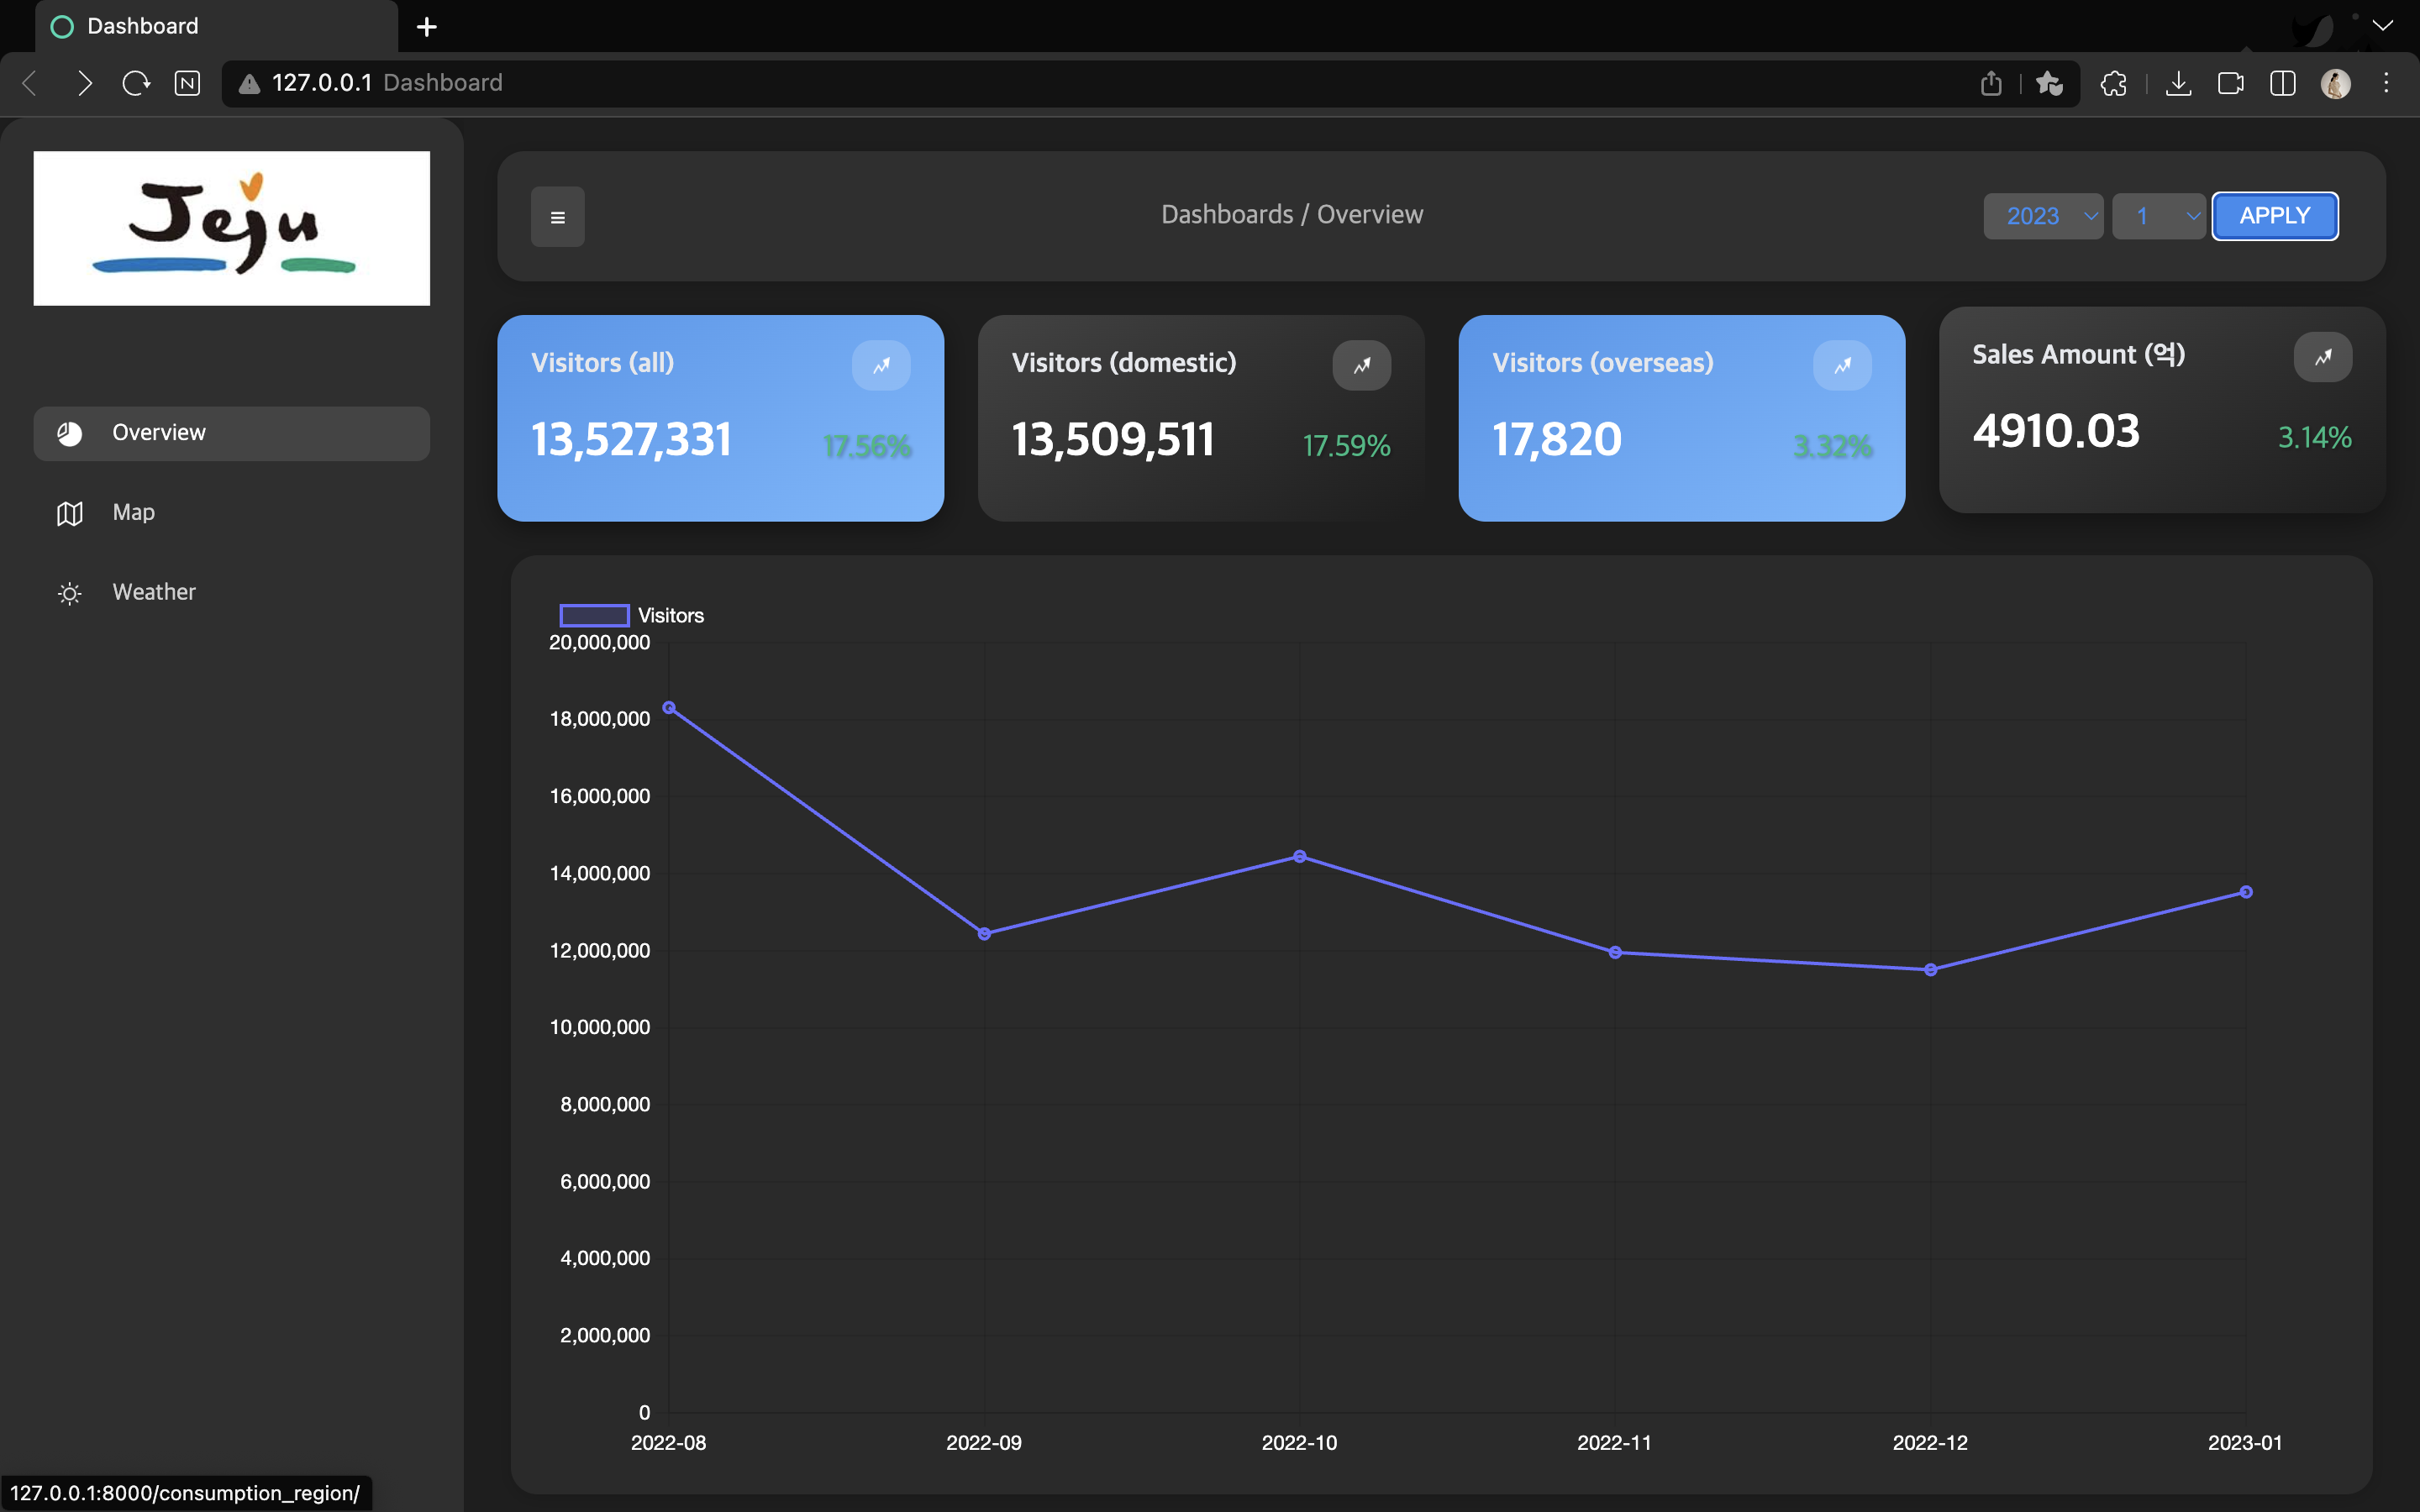 Dashboard
127.0.0.1 Dashboard
Jeju
Dashboards / Overview
2023
1
APPLY
Overview
Map
Weather
Visitors (all)
13,527,331
17.56%
Visitors (domestic)
13,509,511
17.59%
Visitors (overseas)
17,820
3.32%
Sales Amount (억)
4910.03
3.14%
Visitors
20,000,000
18,000,000
16,000,000
14,000,000
12,000,000
10,000,000
8,000,000
6,000,000
4,000,000
2,000,000
0
2022-08 2022-09 2022-10 2022-11 2022-12 2023-01
127.0.0.1:8000/consumption_region/